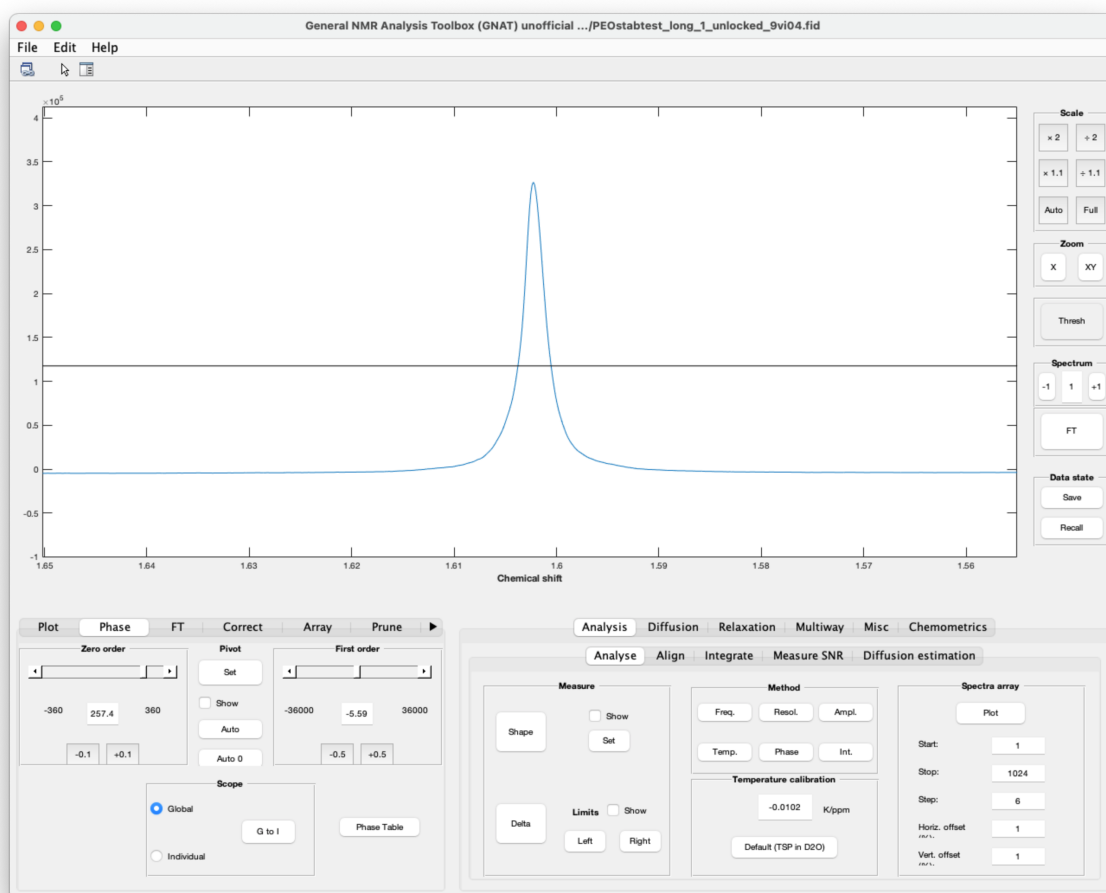 General NMR Analysis Toolbox (GNAT) unofficial .../PEOstabtest_long_1_unlocked_9vi04.fid
File Edit Help
×10⁵
4
3.5
3
2.5
2
1.5
1
0.5
0
-0.5
-1
1.65 1.64 1.63 1.62 1.61 1.6 1.59 1.58 1.57 1.56
Chemical shift
Scale
× 2 ÷ 2
× 1.1 ÷ 1.1
Auto Full
Zoom
X XY
Thresh
Spectrum
-1 1 +1
FT
Data state
Save
Recall
Plot Phase FT Correct Array Prune
Zero order
-360 257.4 360
-0.1 +0.1
Pivot
Set
Show
Auto
Auto 0
First order
-36000 -5.59 36000
-0.5 +0.5
Scope
Global
G to I
Individual
Phase Table
Analysis Diffusion Relaxation Multiway Misc Chemometrics
Analyse Align Integrate Measure SNR Diffusion estimation
Measure
Shape
Show
Set
Delta
Limits Show
Left Right
Method
Freq. Resol. Ampl.
Temp. Phase Int.
Temperature calibration
-0.0102 K/ppm
Default (TSP in D2O)
Spectra array
Plot
Start: 1
Stop: 1024
Step: 6
Horiz. offset 1
Vert. offset 1